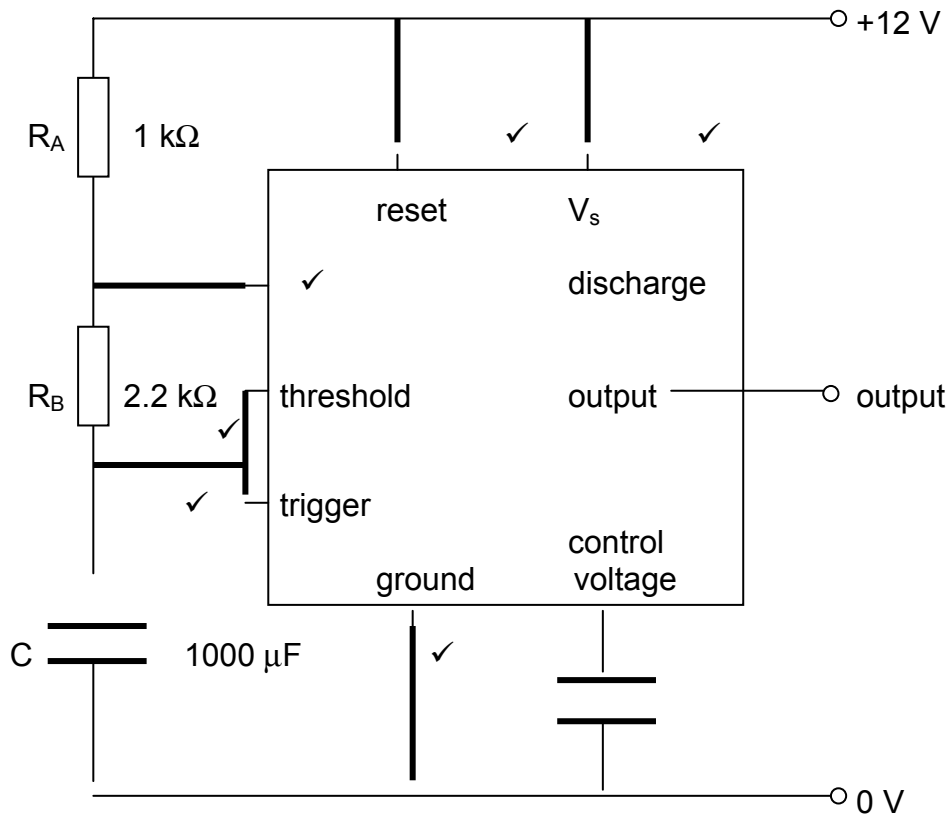 +12 V
R_A 1 kΩ
✓ ✓
reset V_s
✓ discharge
R_B 2.2 kΩ threshold output output
✓
✓ trigger
control
ground voltage
C 1000 μF ✓
0 V